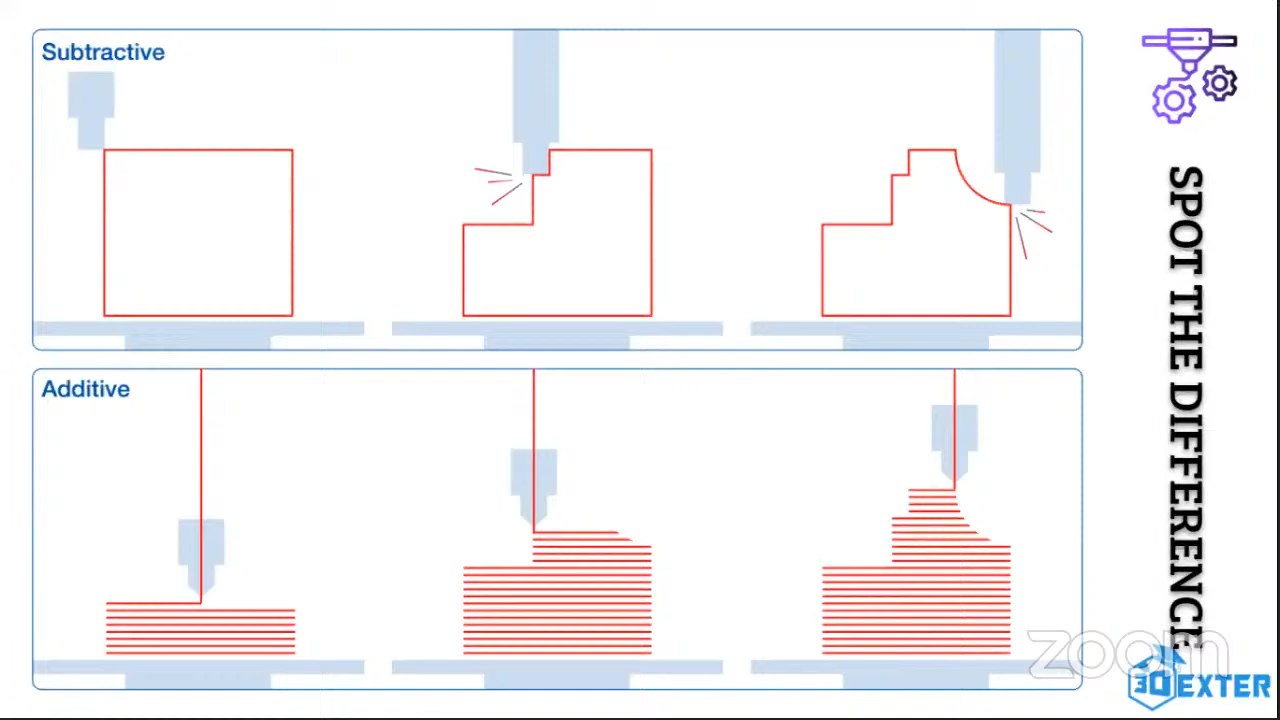 Subtractive
Additive
SPOT THE DIFFERENCE
zoom
3DEXTER